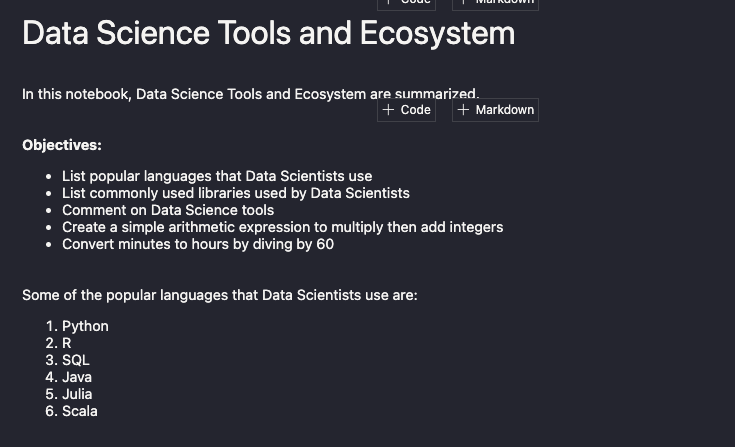 + Code + Markdown
Data Science Tools and Ecosystem
In this notebook, Data Science Tools and Ecosystem are summarized.
+ Code + Markdown
Objectives:
• List popular languages that Data Scientists use
• List commonly used libraries used by Data Scientists
• Comment on Data Science tools
• Create a simple arithmetic expression to multiply then add integers
• Convert minutes to hours by diving by 60
Some of the popular languages that Data Scientists use are:
1. Python
2. R
3. SQL
4. Java
5. Julia
6. Scala